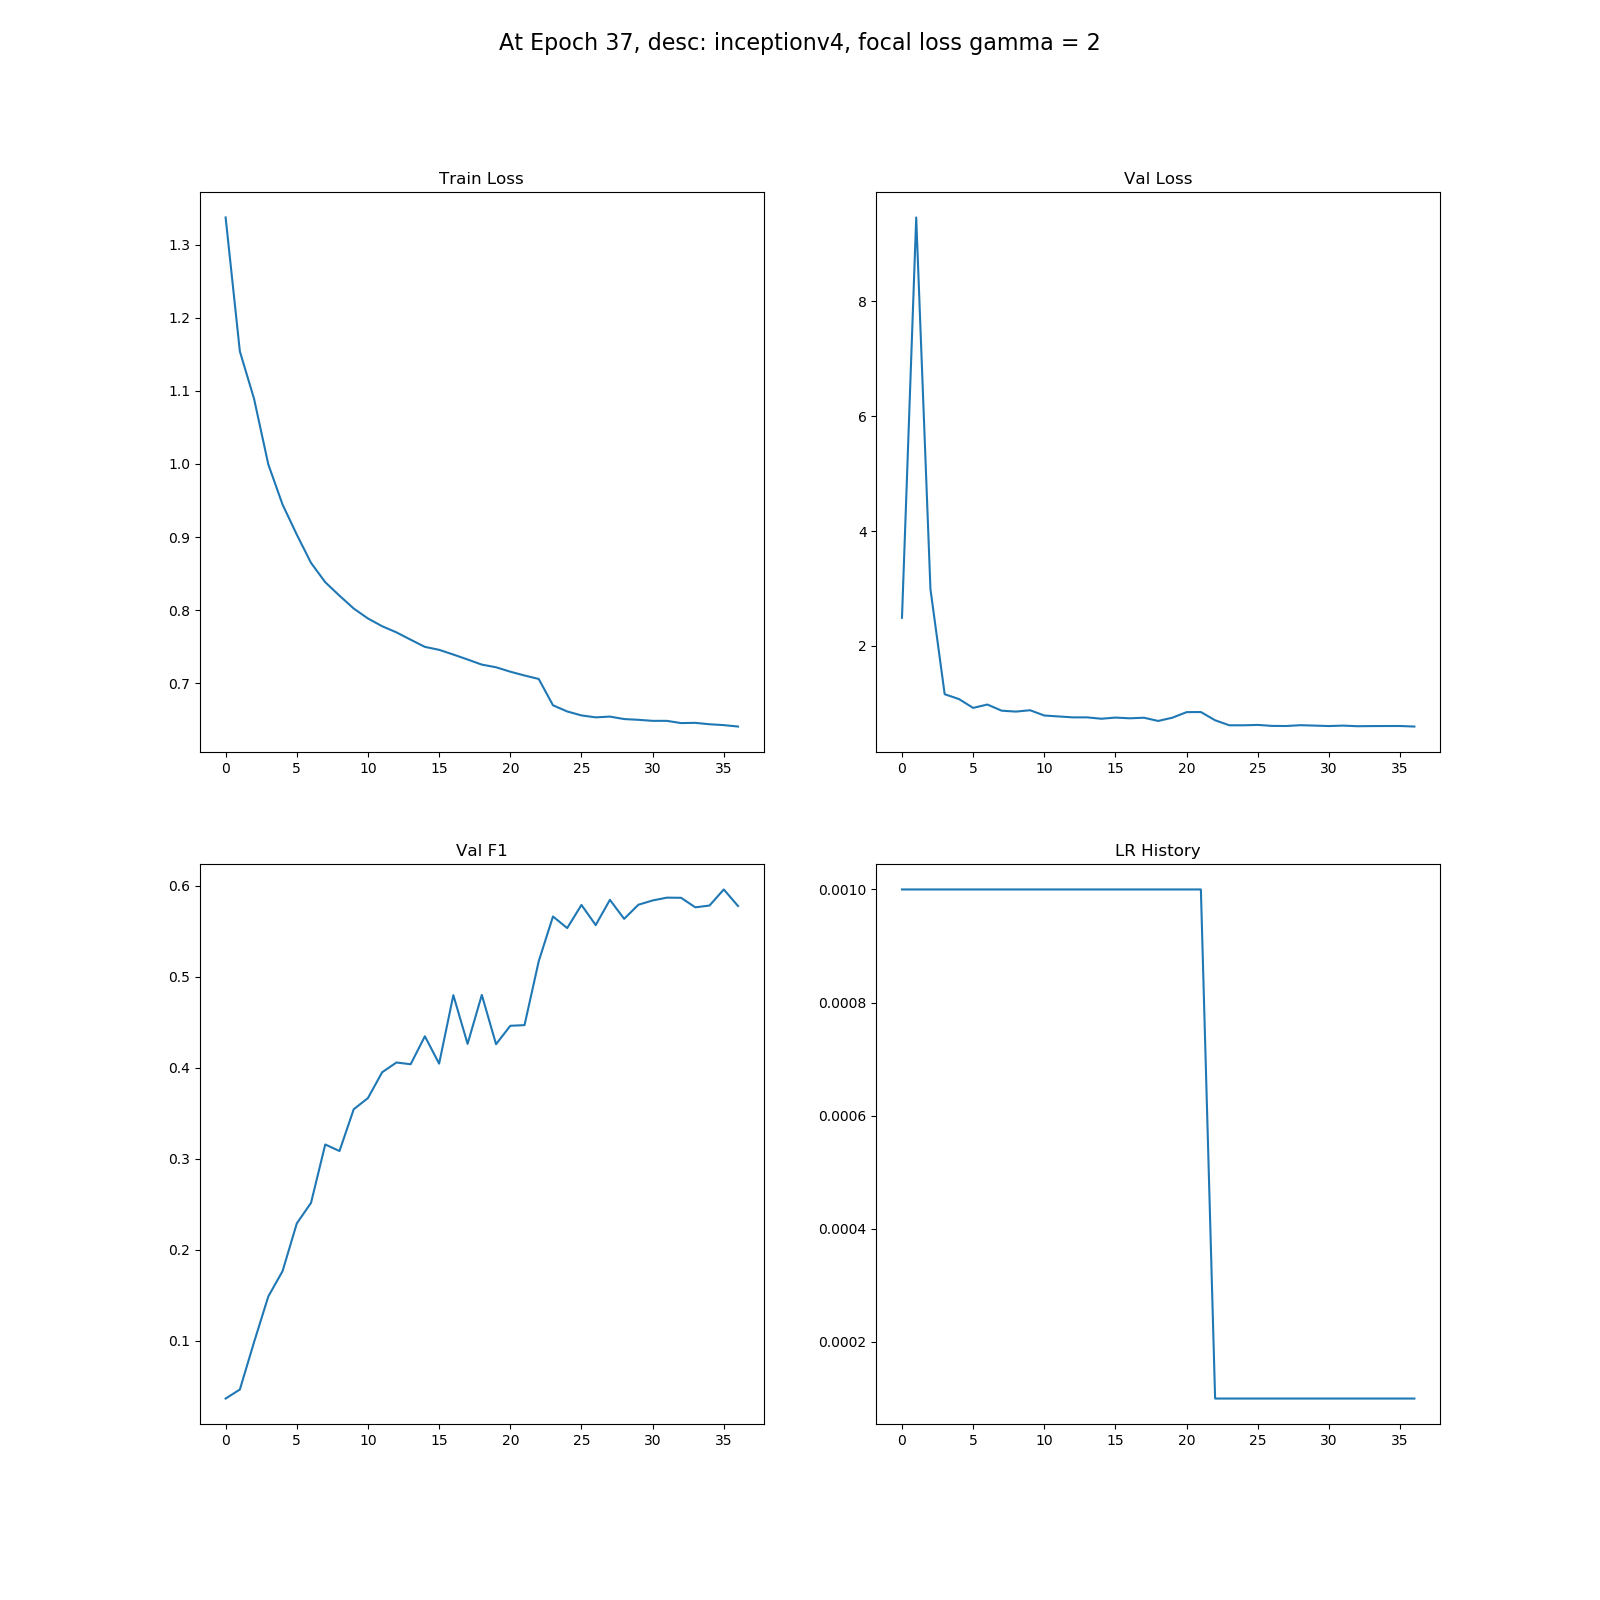 At Epoch 37, desc: inceptionv4, focal loss gamma = 2
Train Loss
1.3
1.2
1.1
1.0
0.9
0.8
0.7
0 5 10 15 20 25 30 35
Val Loss
8
6
4
2
0 5 10 15 20 25 30 35
Val F1
0.6
0.5
0.4
0.3
0.2
0.1
0 5 10 15 20 25 30 35
LR History
0.0010
0.0008
0.0006
0.0004
0.0002
0 5 10 15 20 25 30 35